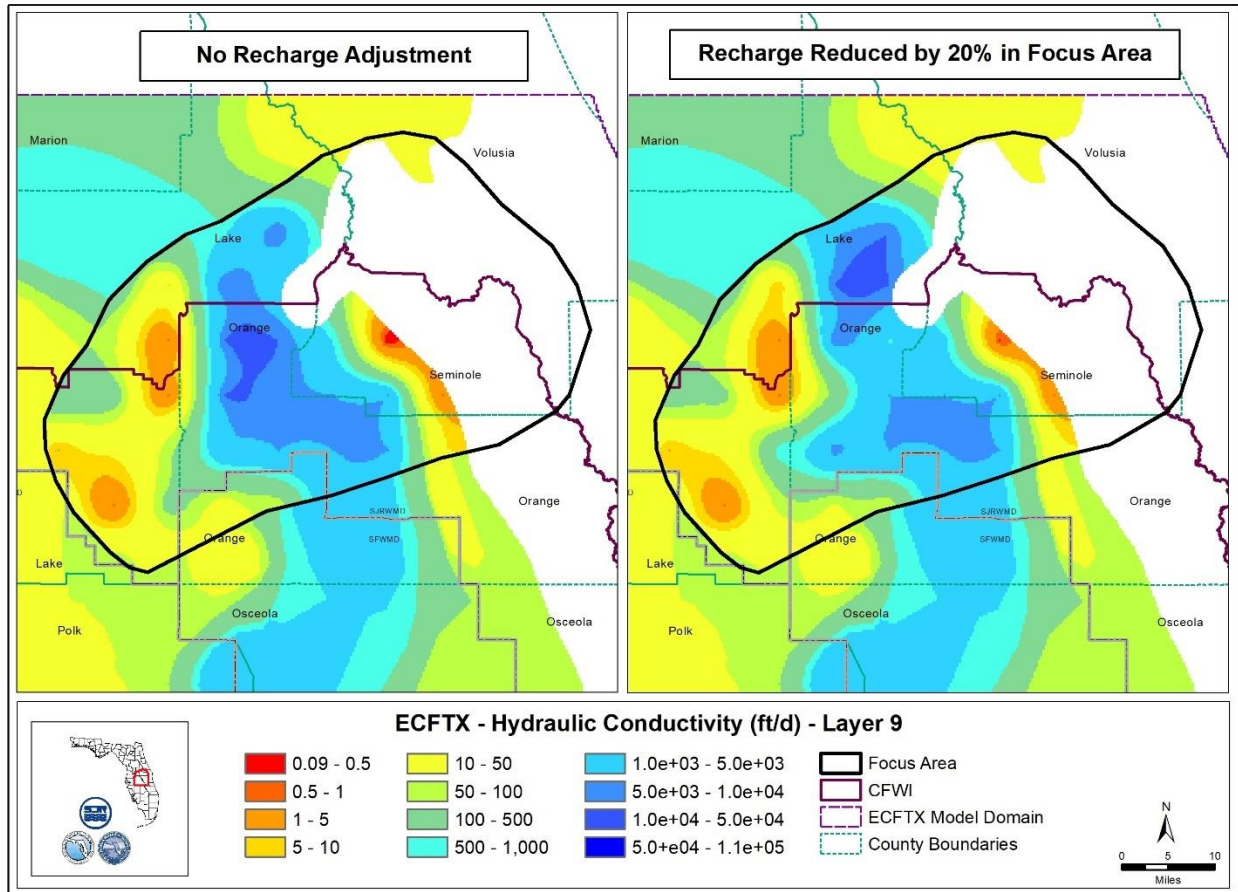 No Recharge Adjustment
Marion
Volusia
Lake
Orange
Seminole
Orange
SJRWMD
SFWMD
Orange
Lake
Osceola
Polk
Osceola
Recharge Reduced by 20% in Focus Area
Marion
Volusia
Lake
Orange
Seminole
Orange
SJRWMD
SFWMD
Orange
Lake
Osceola
Polk
Osceola
ECFTX - Hydraulic Conductivity (ft/d) - Layer 9
0.09 - 0.5
0.5 - 1
1 - 5
5 - 10
10 - 50
50 - 100
100 - 500
500 - 1,000
1.0e+03 - 5.0e+03
5.0e+03 - 1.0e+04
1.0e+04 - 5.0e+04
5.0+e04 - 1.1e+05
Focus Area
CFWI
ECFTX Model Domain
County Boundaries
N
0 5 10
Miles